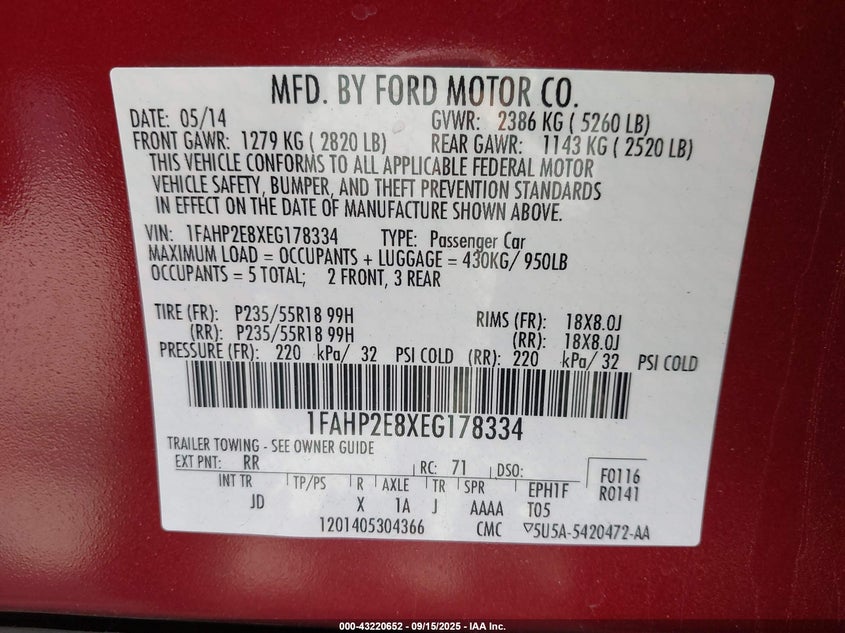 MFD. BY FORD MOTOR CO.
DATE: 05/14 GVWR: 2386 KG ( 5260 LB)
FRONT GAWR: 1279 KG ( 2820 LB) REAR GAWR: 1143 KG ( 2520 LB)
THIS VEHICLE CONFORMS TO ALL APPLICABLE FEDERAL MOTOR
VEHICLE SAFETY, BUMPER, AND THEFT PREVENTION STANDARDS
IN EFFECT ON THE DATE OF MANUFACTURE SHOWN ABOVE.
VIN: 1FAHP2E8XEG178334 TYPE: Passenger Car
MAXIMUM LOAD = OCCUPANTS + LUGGAGE = 430KG/ 950LB
OCCUPANTS = 5 TOTAL; 2 FRONT, 3 REAR
TIRE (FR): P235/55R18 99H RIMS (FR): 18X8.0J
(RR): P235/55R18 99H (RR): 18X8.0J
PRESSURE (FR): 220 kPa/ 32 PSI COLD (RR): 220 kPa/ 32 PSI COLD
1FAHP2E8XEG178334
TRAILER TOWING - SEE OWNER GUIDE
EXT PNT: RR RC: 71 DSO: F0116
INT TR TP/PS R AXLE TR SPR EPH1F R0141
JD X 1A J AAAA T05
1201405304366 CMC ▽5U5A-5420472-AA
000-43220652 - 09/15/2025 - IAA Inc.